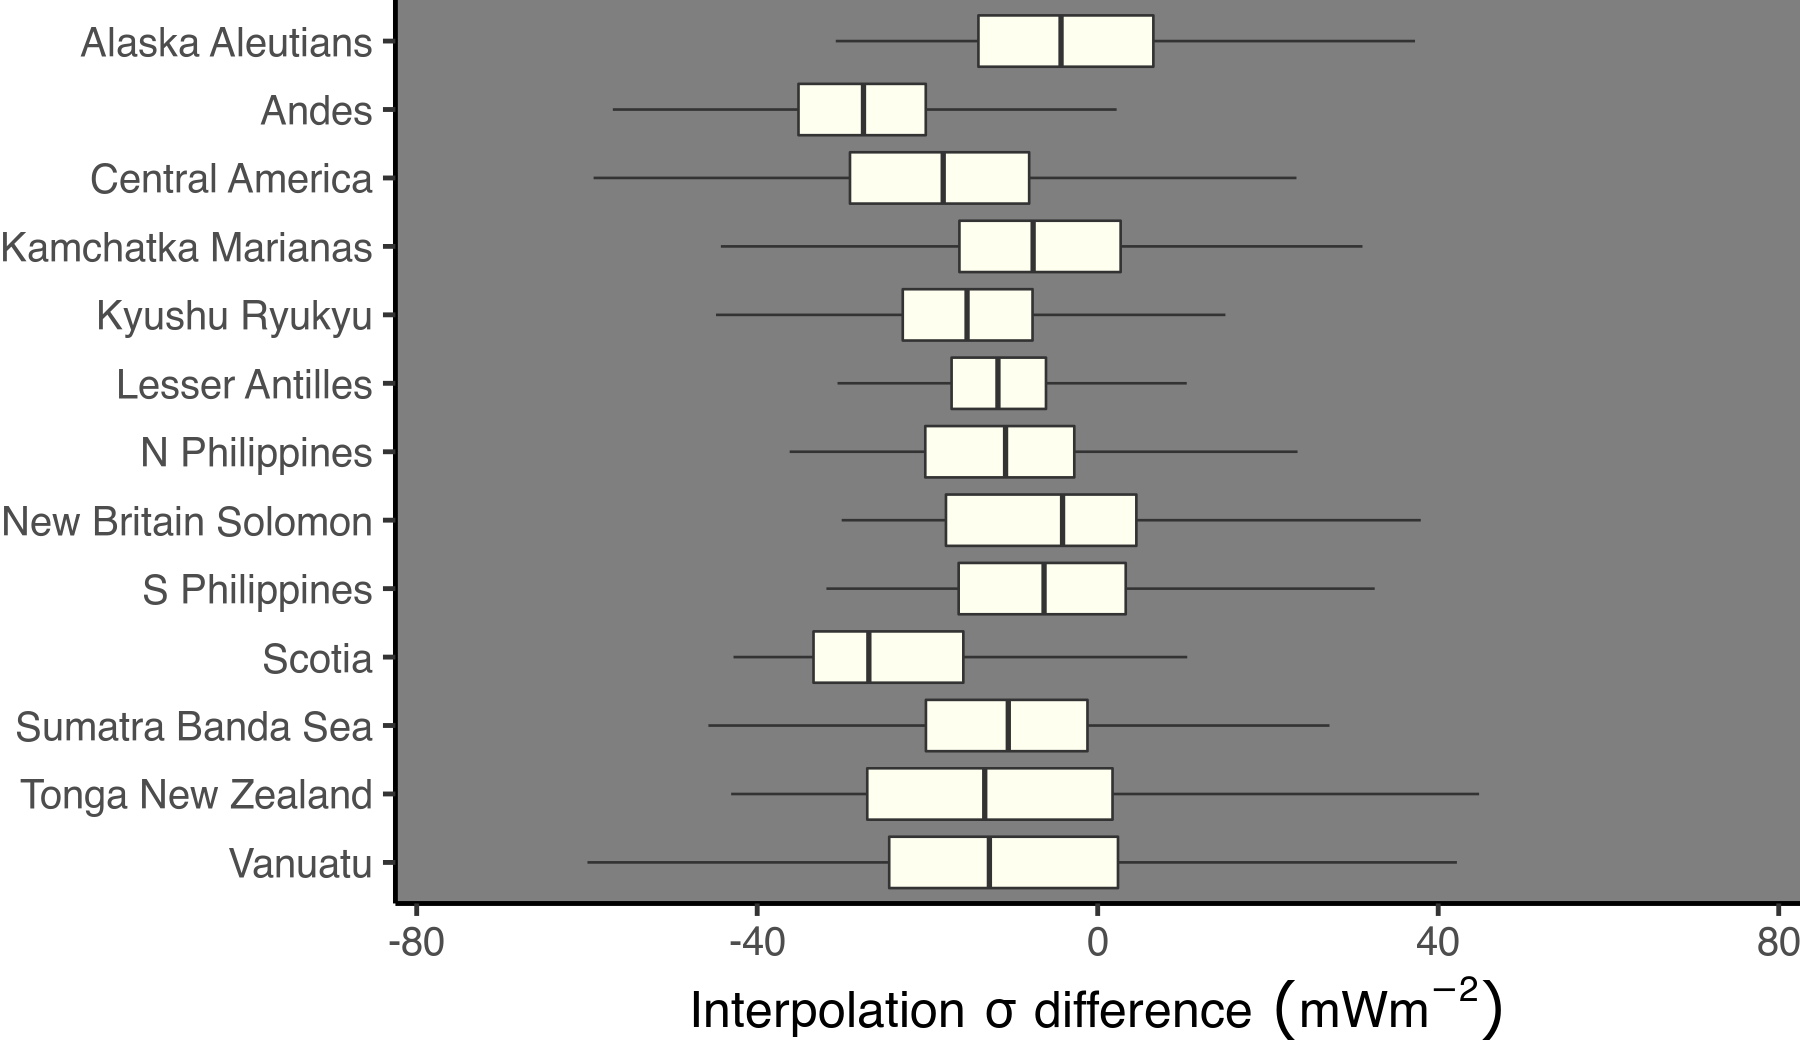 Alaska Aleutians
Andes
Central America
Kamchatka Marianas
Kyushu Ryukyu
Lesser Antilles
N Philippines
New Britain Solomon
S Philippines
Scotia
Sumatra Banda Sea
Tonga New Zealand
Vanuatu
-80 -40 0 40 80
Interpolation σ difference (mWm⁻²)